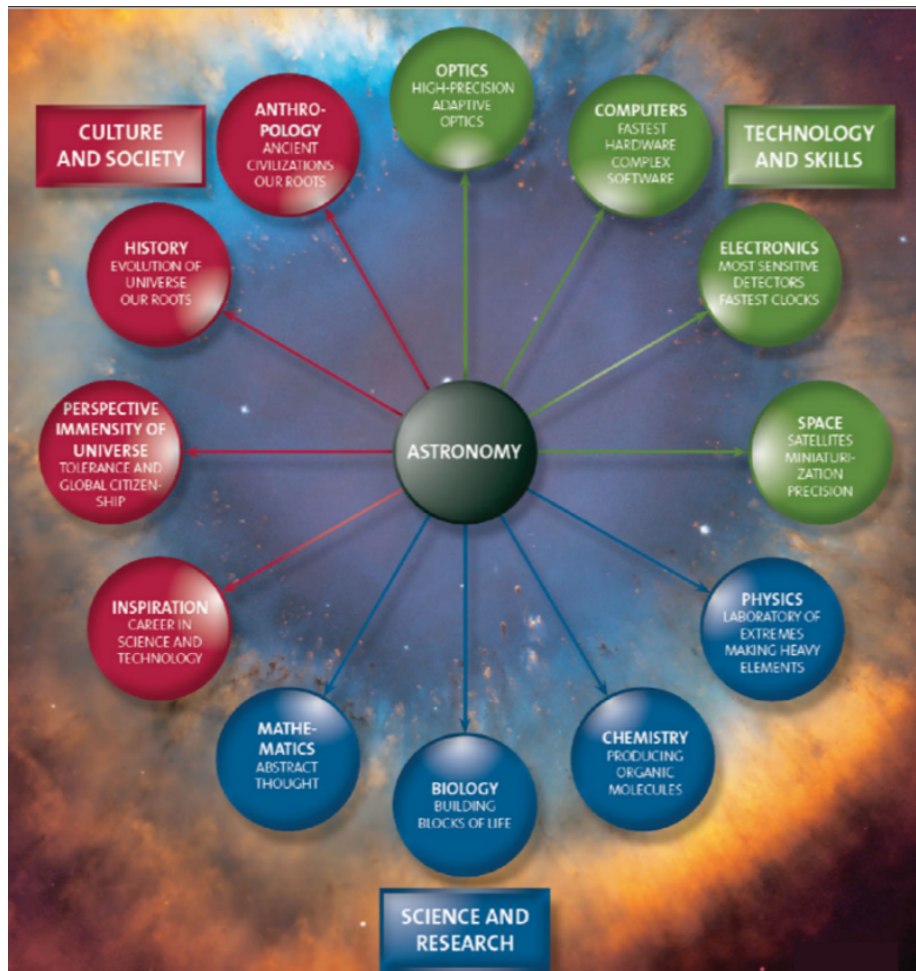 CULTURE
AND SOCIETY
ANTHRO-
POLOGY
ANCIENT
CIVILIZATIONS
OUR ROOTS
OPTICS
HIGH-PRECISION
ADAPTIVE
OPTICS
COMPUTERS
FASTEST
HARDWARE
COMPLEX
SOFTWARE
TECHNOLOGY
AND SKILLS
HISTORY
EVOLUTION OF
UNIVERSE
OUR ROOTS
ELECTRONICS
MOST SENSITIVE
DETECTORS
FASTEST CLOCKS
PERSPECTIVE
IMMENSITY OF
UNIVERSE
TOLERANCE AND
GLOBAL CITIZEN-
SHIP
ASTRONOMY
SPACE
SATELLITES
MINIATURI-
ZATION
PRECISION
INSPIRATION
CAREER IN
SCIENCE AND
TECHNOLOGY
PHYSICS
LABORATORY OF
EXTREMES
MAKING HEAVY
ELEMENTS
MATHE-
MATICS
ABSTRACT
THOUGHT
BIOLOGY
BUILDING
BLOCKS OF LIFE
CHEMISTRY
PRODUCING
ORGANIC
MOLECULES
SCIENCE AND
RESEARCH